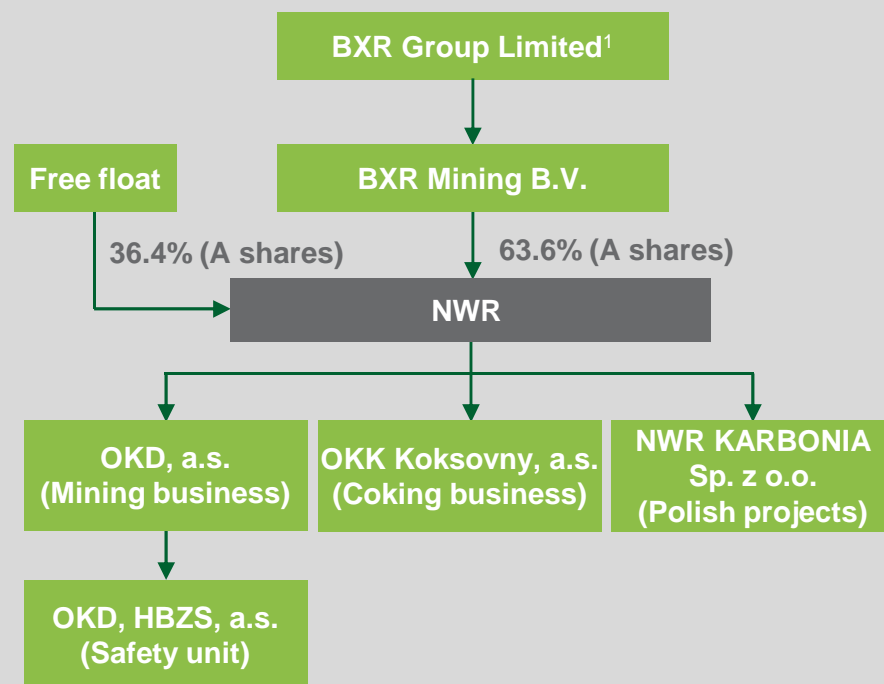 BXR Group Limited¹
Free float
BXR Mining B.V.
36.4% (A shares)
63.6% (A shares)
NWR
OKD, a.s.
(Mining business)
OKK Koksovny, a.s.
(Coking business)
NWR KARBONIA
Sp. z o.o.
(Polish projects)
OKD, HBZS, a.s.
(Safety unit)